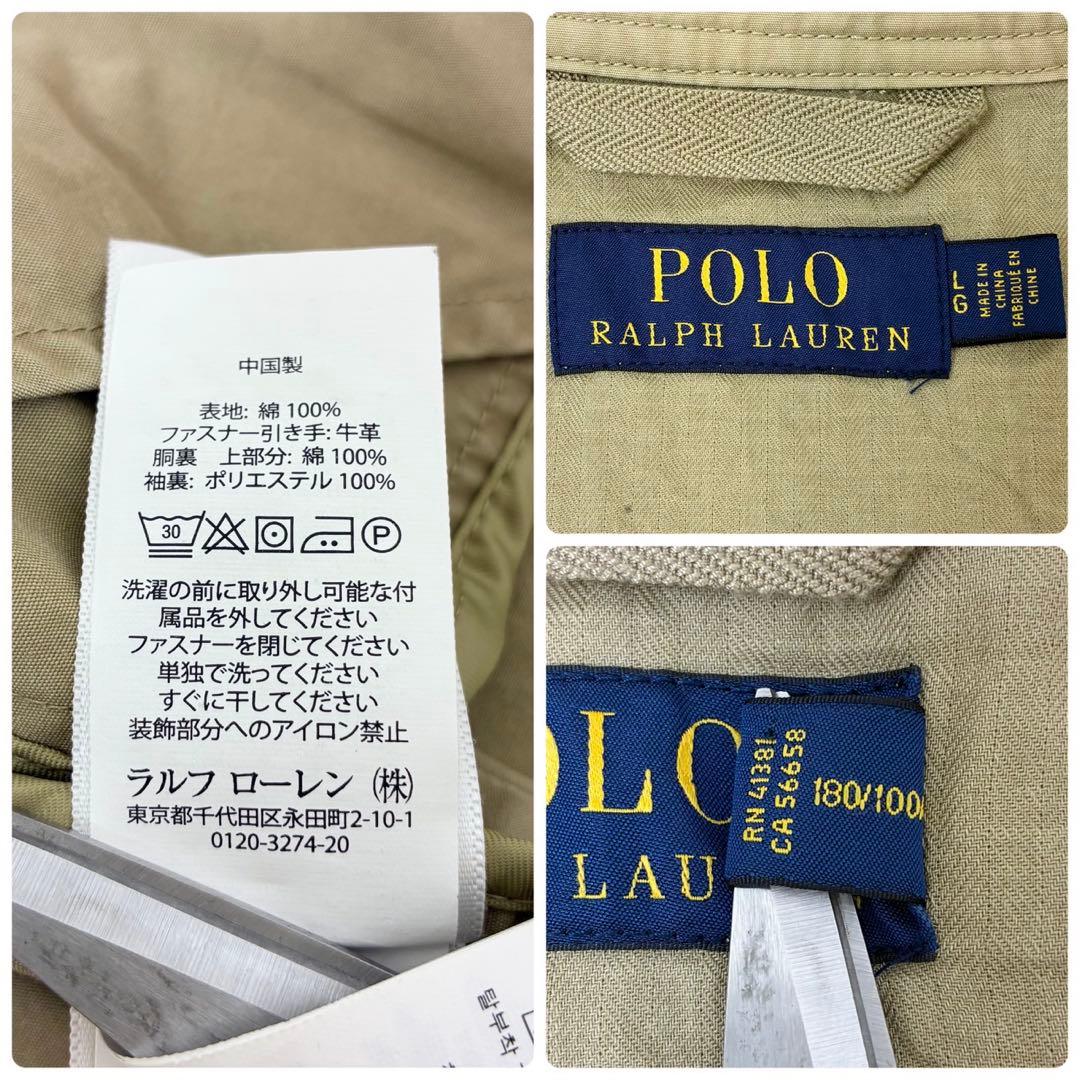 中国製
表地: 綿 100%
ファスナー引き手: 牛革
胴裏　上部分: 綿 100%
袖裏: ポリエステル 100%
30
P
洗濯の前に取り外し可能な付
属品を外してください
ファスナーを閉じてください
単独で洗ってください
すぐに干してください
装飾部分へのアイロン禁止
ラルフ ローレン (株)
東京都千代田区永田町2-10-1
0120-3274-20
탈부착
POLO
RALPH LAUREN
L
G
MADE IN
CHINA
FABRIQUÉ EN
CHINE
OLO
LAU
RN 41381
CA 56658
180/100